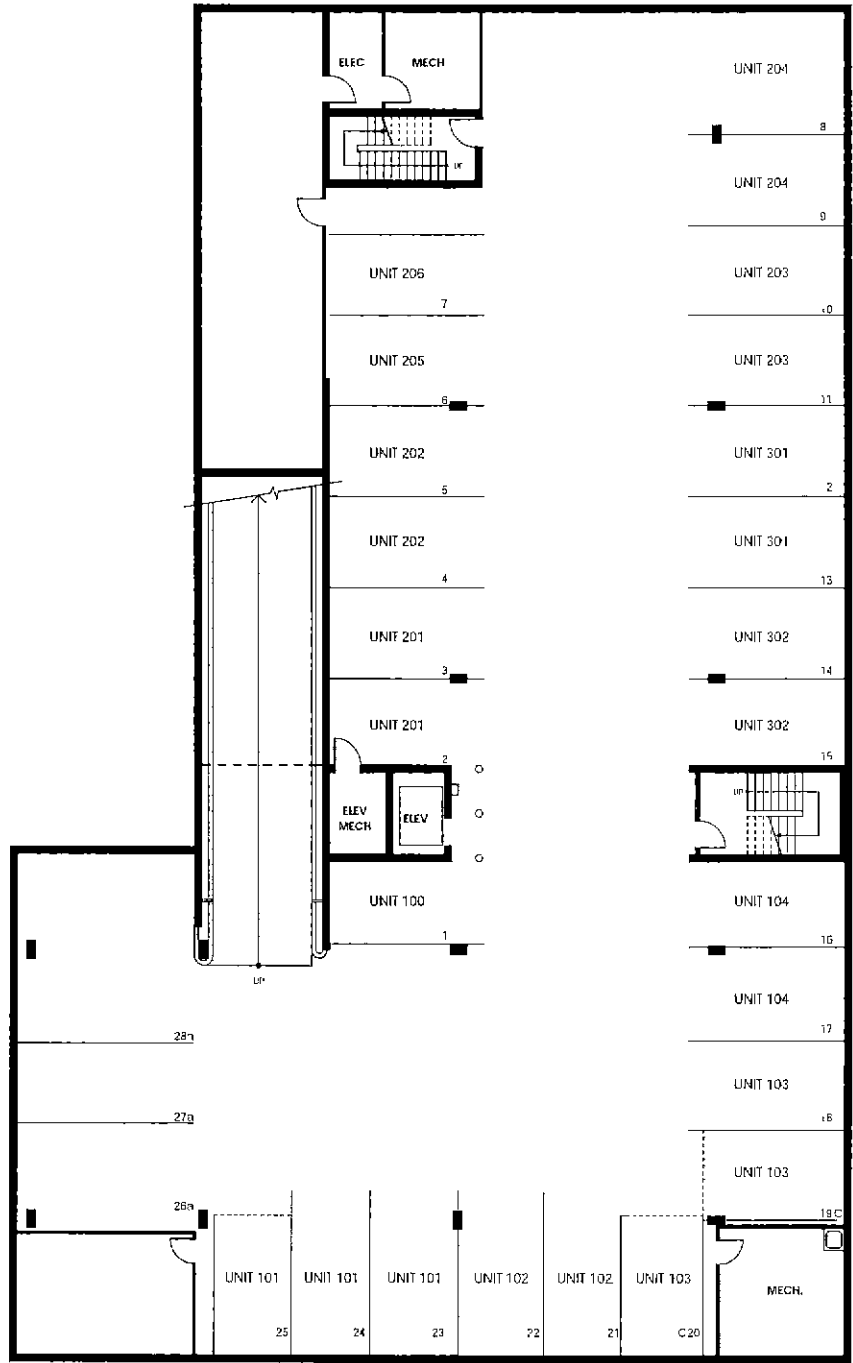 ELEC
MECH
UNIT 204
8
UNIT 204
9
UNIT 206
UNIT 203
7
UNIT 205
UNIT 203
6
11
UNIT 202
UNIT 301
5
2
UNIT 202
UNIT 301
4
13
UNIT 201
UNIT 302
3
14
UNIT 201
UNIT 302
2
15
ELEV
MECH
ELEV
UNIT 100
UNIT 104
1
16
UNIT 104
17
27a
UNIT 103
UNIT 103
26a
19 C
UNIT 101
UNIT 101
UNIT 101
UNIT 102
UNIT 102
UNIT 103
MECH.
25
24
23
22
21
C 20